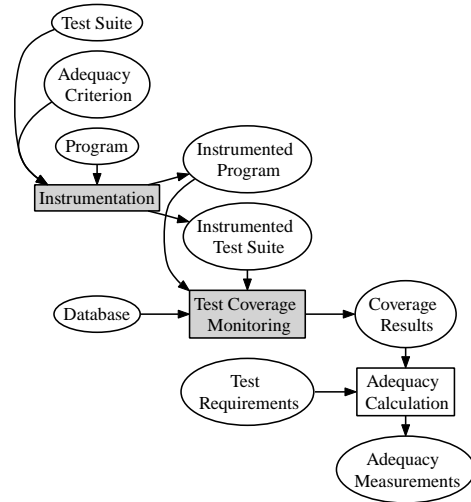 Test Suite
Adequacy
Criterion
Program
Instrumentation
Instrumented
Program
Instrumented
Test Suite
Database
Test Coverage
Monitoring
Coverage
Results
Test
Requirements
Adequacy
Calculation
Adequacy
Measurements